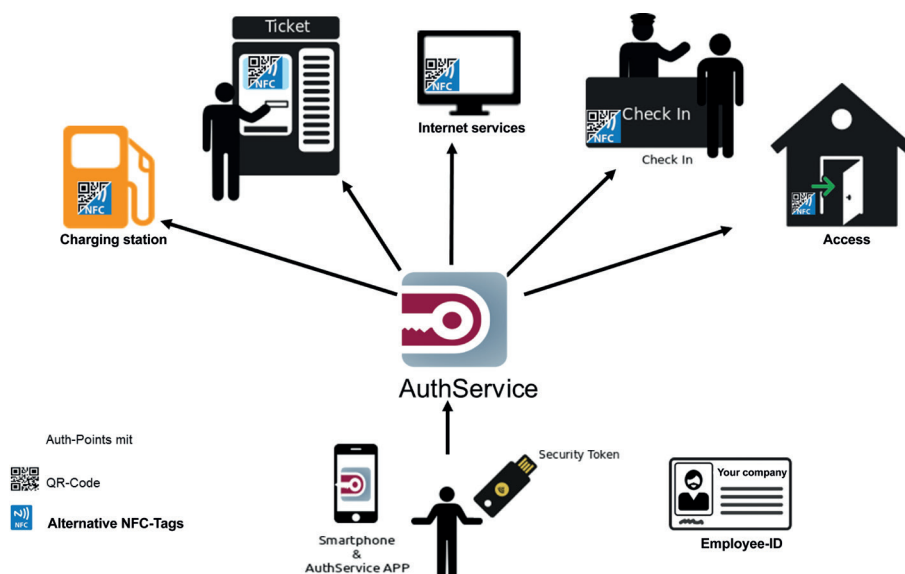 Ticket
NFC
NFC
Internet services
Check In
NFC
Check In
NFC
Charging station
NFC
Access
AuthService
Auth-Points mit
QR-Code
NFC
Alternative NFC-Tags
Security Token
Smartphone
&
AuthService APP
Your company
Employee-ID